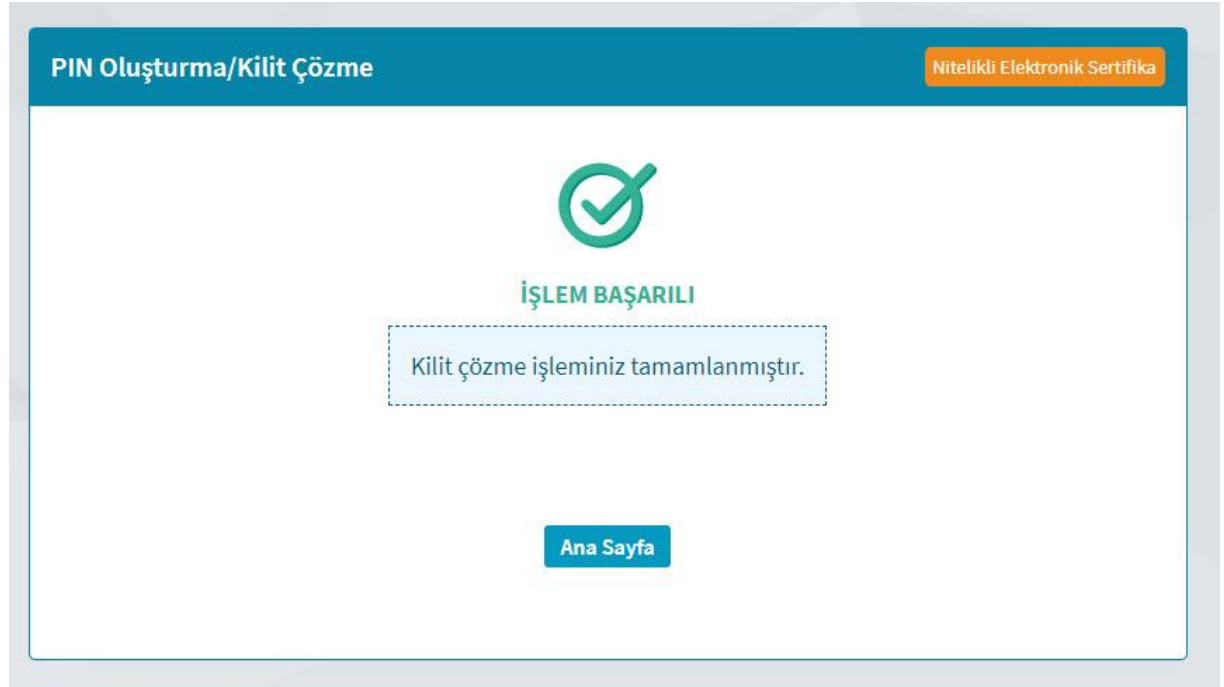 PIN Oluşturma/Kilit Çözme
Nitelikli Elektronik Sertifika
İŞLEM BAŞARILI
Kilit çözme işleminiz tamamlanmıştır.
Ana Sayfa